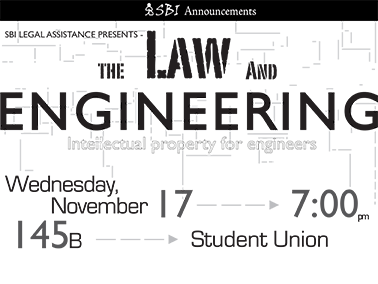 SBI Announcements
SBI LEGAL ASSISTANCE PRESENTS -
THE LAW AND
ENGINEERING
Intellectual property for engineers
Wednesday,
November 17 7:00pm
145B Student Union